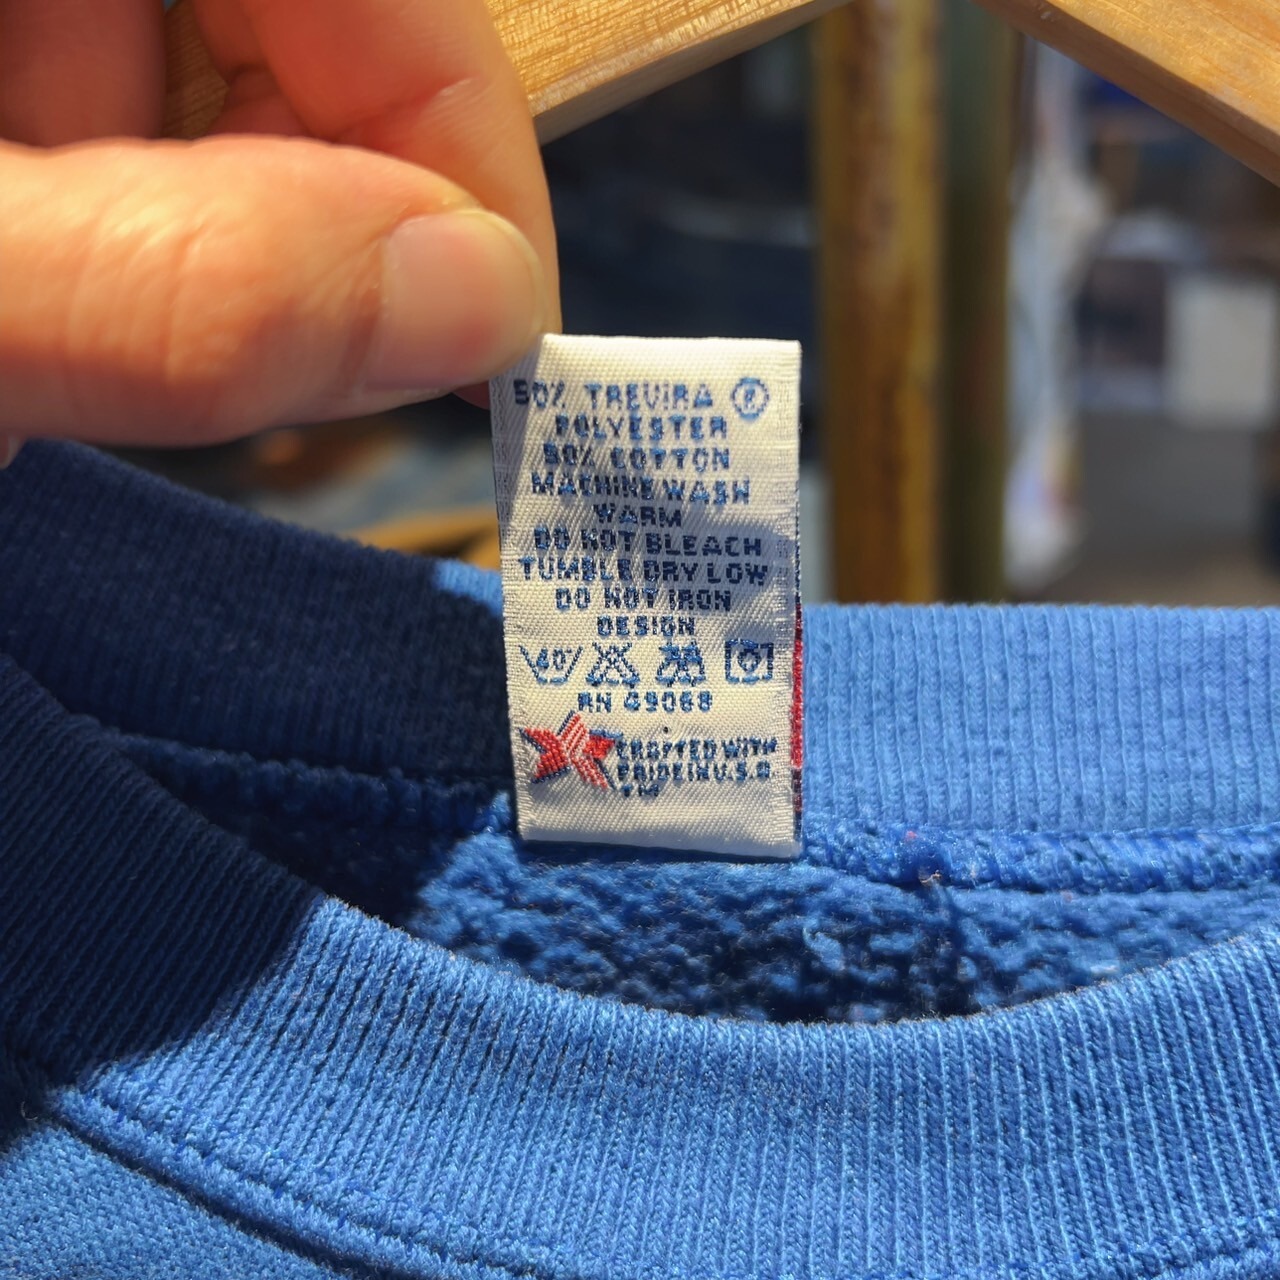 50% TREVIRA ®
POLYESTER
50% COTTON
MACHINE WASH
WARM
DO NOT BLEACH
TUMBLE DRY LOW
DO NOT IRON
DESIGN
40°
RN 49068
WITH
PRIDE IN U.S.A.
TM